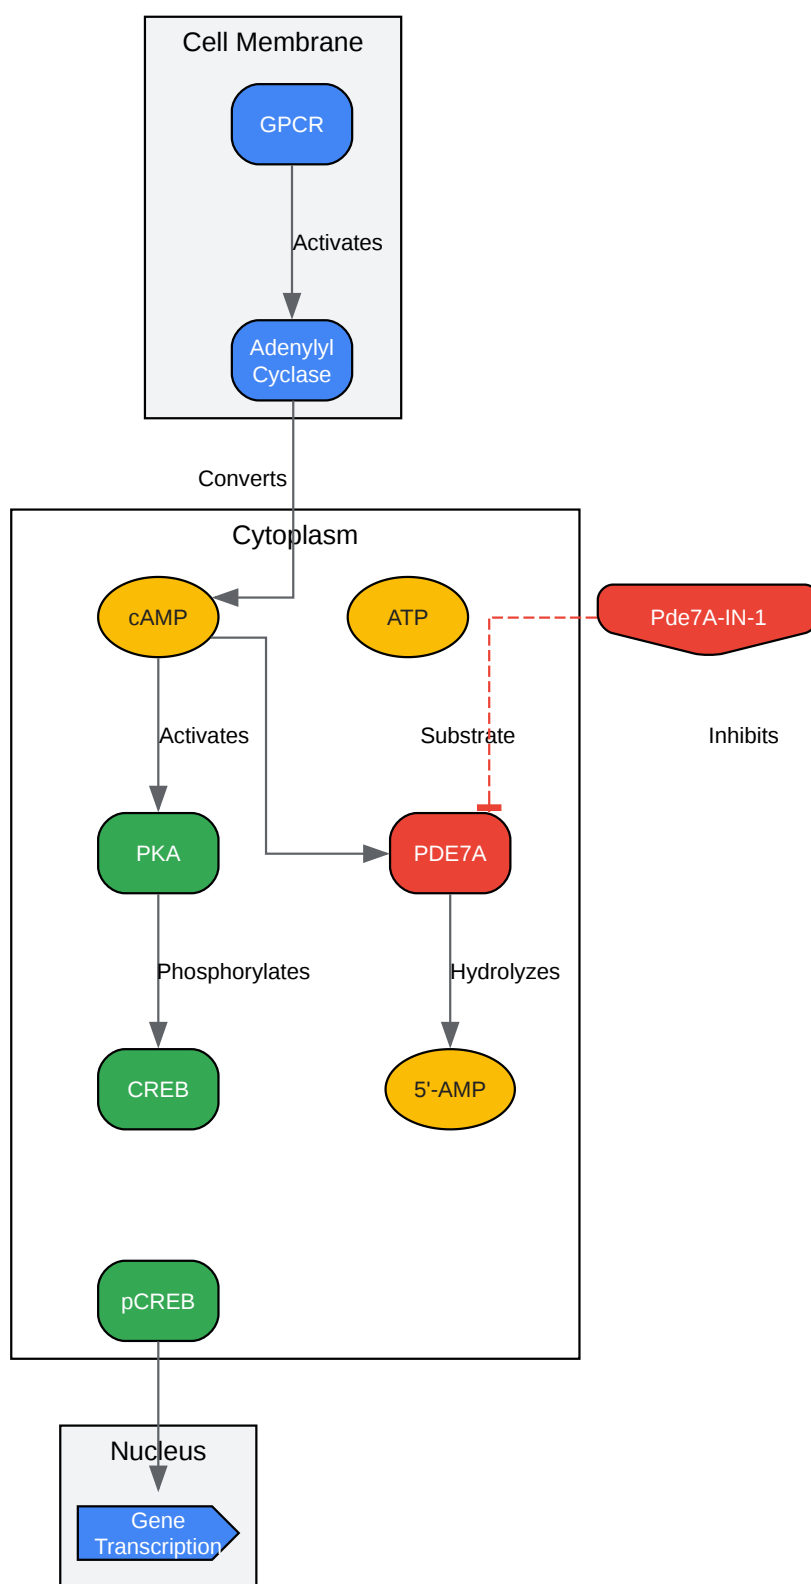 Cell Membrane
GPCR
Activates
Adenylyl
Cyclase
Converts
Cytoplasm
cAMP
ATP
Pde7A-IN-1
Activates
Substrate
Inhibits
PKA
PDE7A
Phosphorylates
Hydrolyzes
CREB
5'-AMP
pCREB
Nucleus
Gene
Transcription